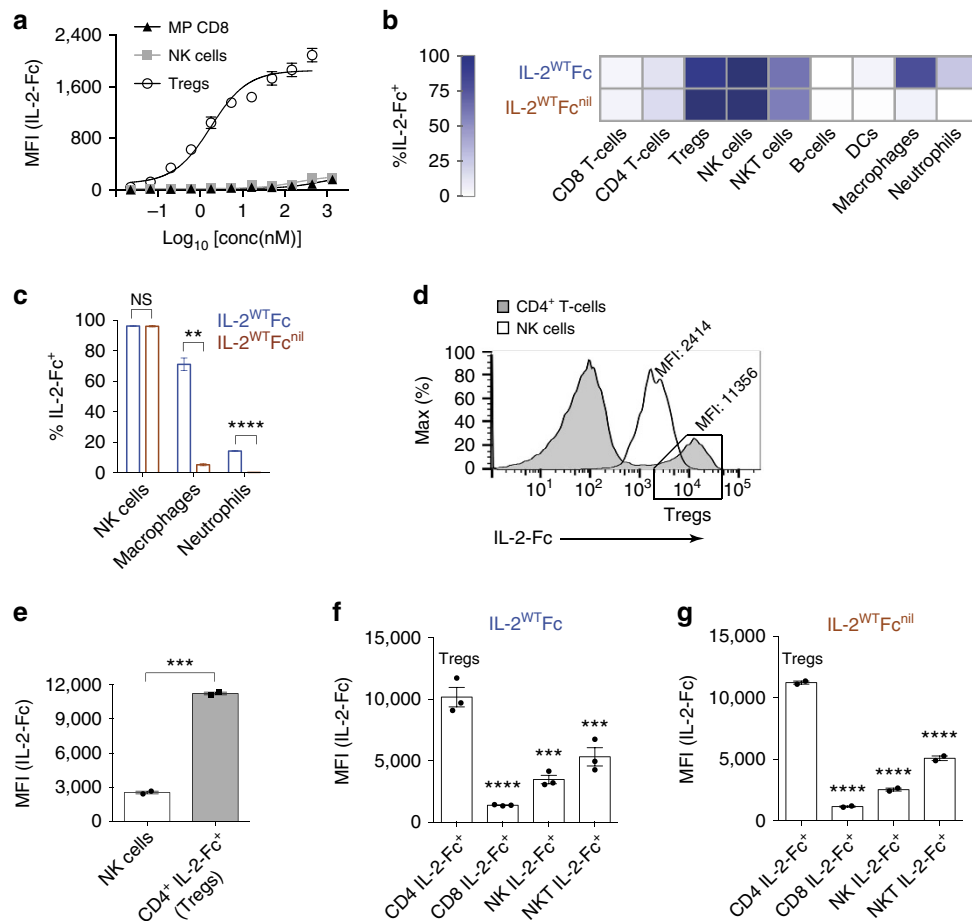 a
MFI (IL-2-Fc)
2,400
1,600
800
0
−1 0 1 2 3
Log10 [conc(nM)]
MP CD8
NK cells
Tregs
b
%IL-2-Fc+
100
75
50
25
0
IL-2WTFc
IL-2WTFcnil
CD8 T-cells
CD4 T-cells
Tregs
NK cells
NKT cells
B-cells
DCs
Macrophages
Neutrophils
c
% IL-2-Fc+
100
80
60
40
20
0
NS
**
****
IL-2WTFc
IL-2WTFcnil
NK cells
Macrophages
Neutrophils
d
CD4+ T-cells
NK cells
Max (%)
100
80
60
40
20
0
MFI: 2414
MFI: 11356
101 102 103 104 105
Tregs
IL-2-Fc
e
MFI (IL-2-Fc)
12,000
9,000
6,000
3,000
0
***
NK cells
CD4+ IL-2-Fc+
(Tregs)
f
IL-2WTFc
MFI (IL-2-Fc)
15,000
10,000
5,000
0
Tregs
****
***
***
CD4 IL-2-Fc+
CD8 IL-2-Fc+
NK IL-2-Fc+
NKT IL-2-Fc+
g
IL-2WTFcnil
MFI (IL-2-Fc)
15,000
10,000
5,000
0
Tregs
****
****
****
CD4 IL-2-Fc+
CD8 IL-2-Fc+
NK IL-2-Fc+
NKT IL-2-Fc+